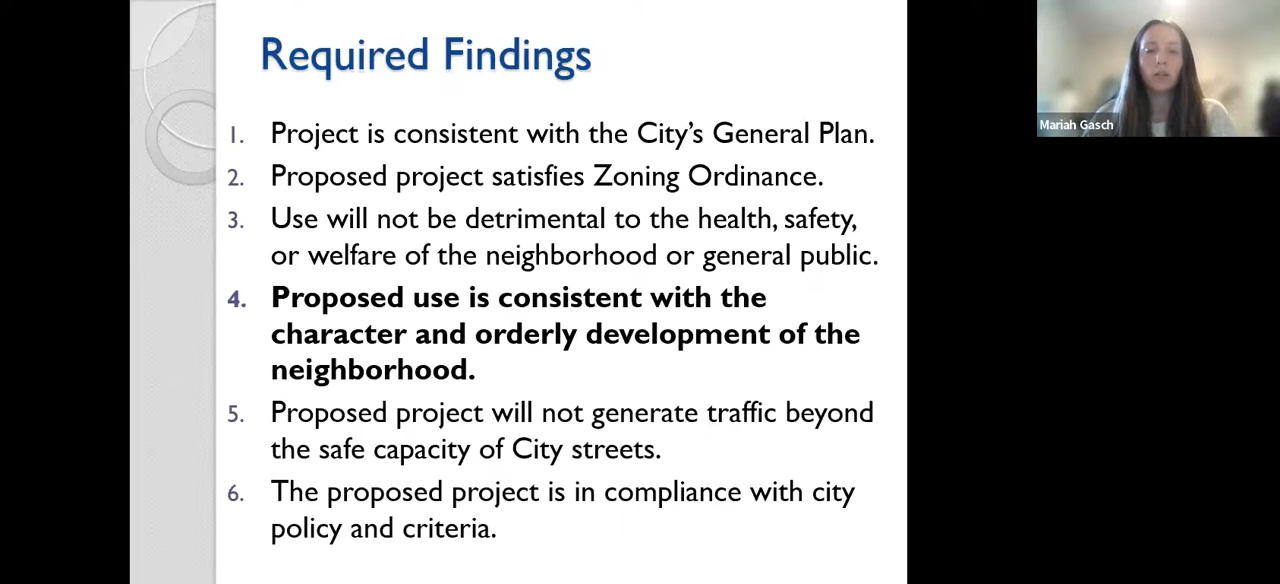 Required Findings
1. Project is consistent with the City's General Plan.
2. Proposed project satisfies Zoning Ordinance.
3. Use will not be detrimental to the health, safety,
or welfare of the neighborhood or general public.
4. Proposed use is consistent with the
character and orderly development of the
neighborhood.
5. Proposed project will not generate traffic beyond
the safe capacity of City streets.
6. The proposed project is in compliance with city
policy and criteria.
Mariah Gasch